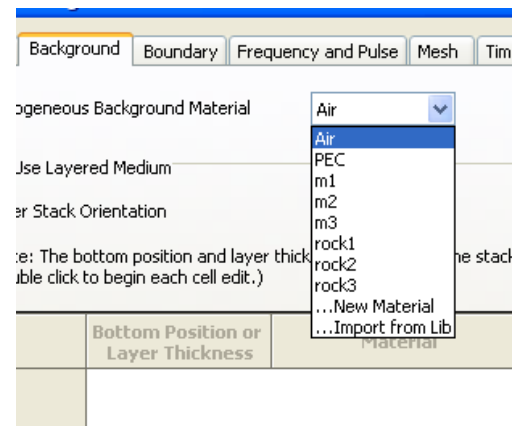 Background Boundary Frequency and Pulse Mesh Tim
ogeneous Background Material Air
Air
PEC
Use Layered Medium
m1
m2
er Stack Orientation
m3
rock1
te: The bottom position and layer thick e stack
rock2
uble click to begin each cell edit.)
rock3
...New Material
...Import from Lib
Bottom Position or
Layer Thickness
Material